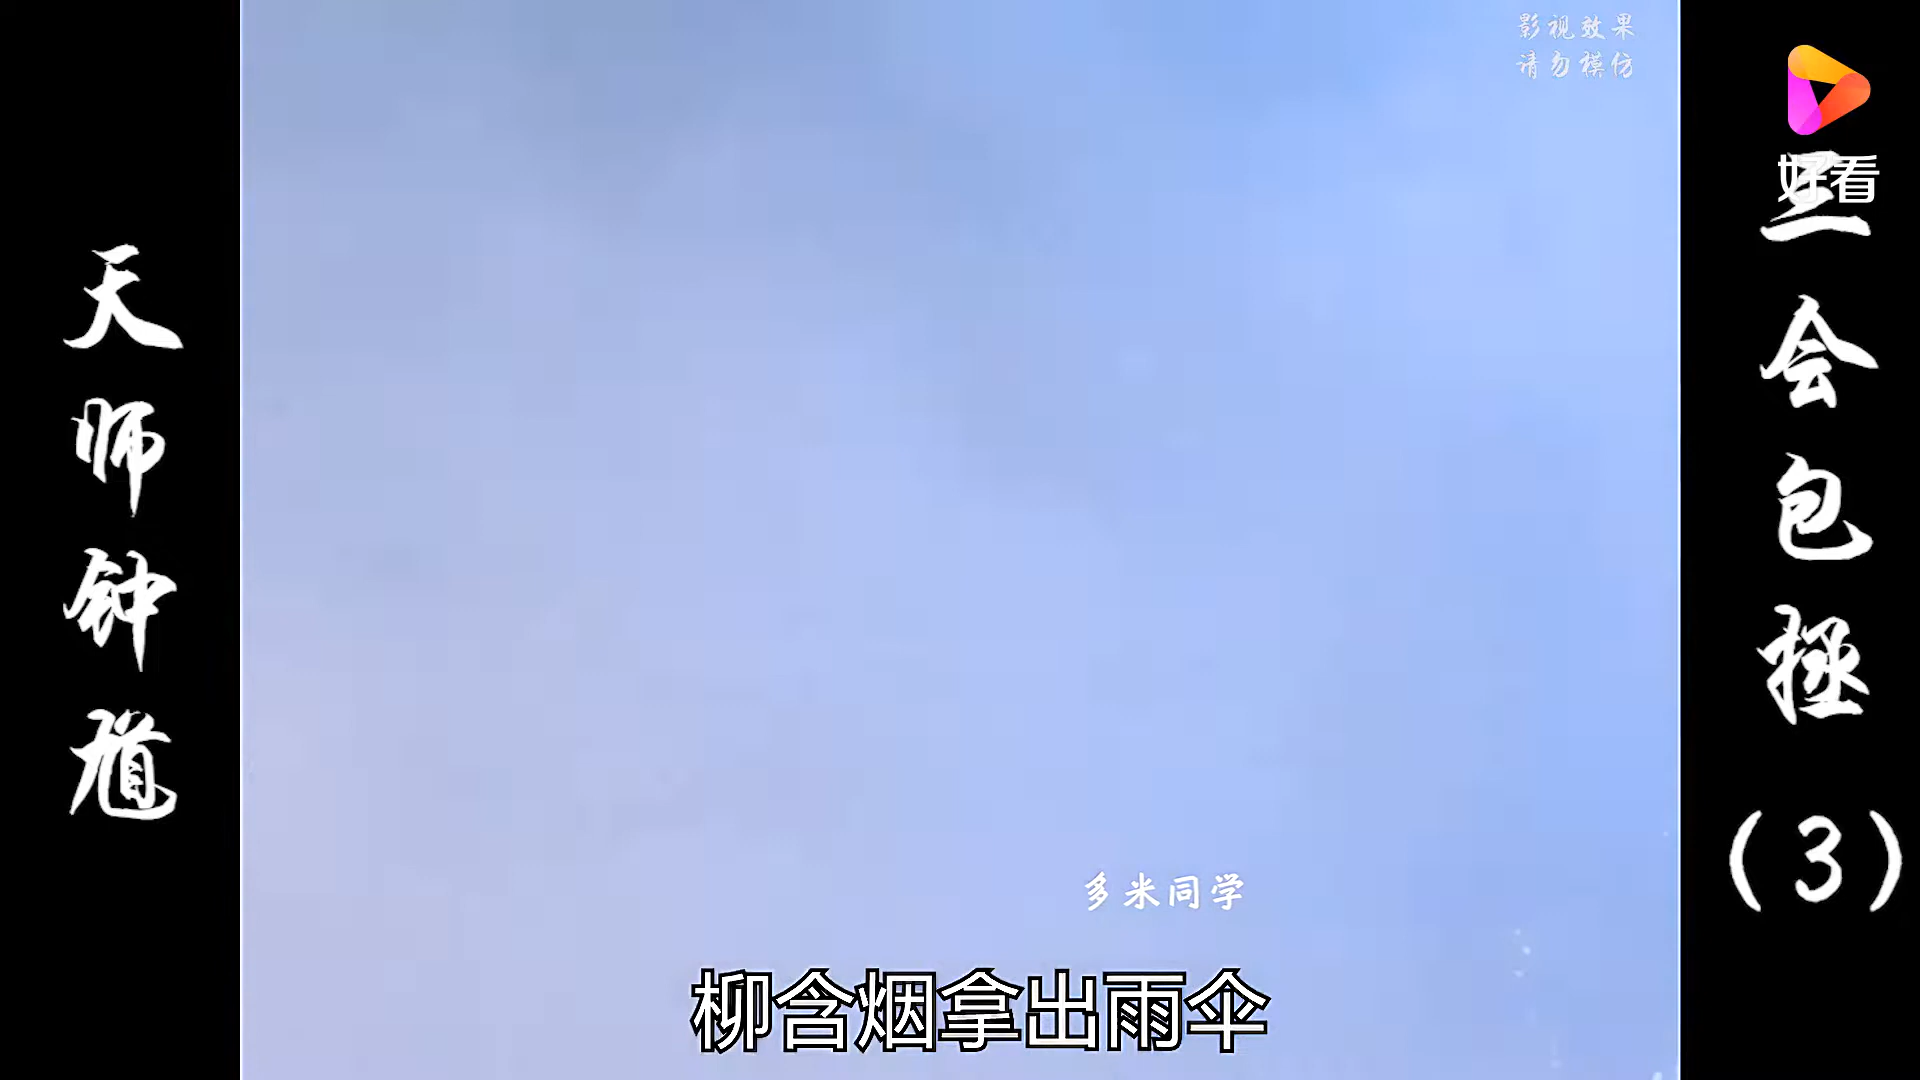 影视效果
请勿模仿
好看
天师钟馗
三会包拯
(3)
多米同学
柳含烟拿出雨伞